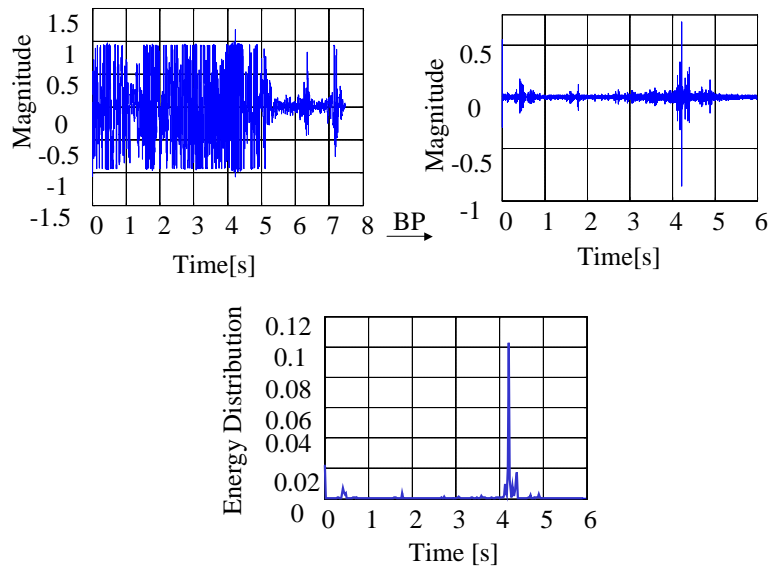 Magnitude
1.5
1
0.5
0
-0.5
-1
-1.5
0 1 2 3 4 5 6 7 8
Time[s]
BP
Magnitude
0.5
0
-0.5
-1
0 1 2 3 4 5 6
Time[s]
Energy Distribution
0.12
0.1
0.08
0.06
0.04
0.02
0
0 1 2 3 4 5 6
Time [s]